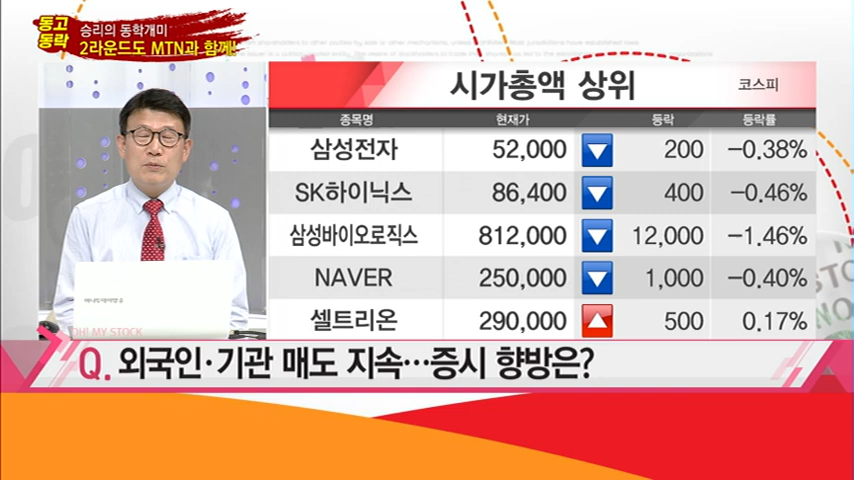 동고
동락
승리의 동학개미
2라운드도 MTN과 함께!
시가총액 상위
코스피
종목명 현재가 등락 등락률
삼성전자 52,000 ▼ 200 -0.38%
SK하이닉스 86,400 ▼ 400 -0.46%
삼성바이오로직스 812,000 ▼ 12,000 -1.46%
NAVER 250,000 ▼ 1,000 -0.40%
셀트리온 290,000 ▲ 500 0.17%
OH! MY STOCK
Q. 외국인·기관 매도 지속…증시 향방은?